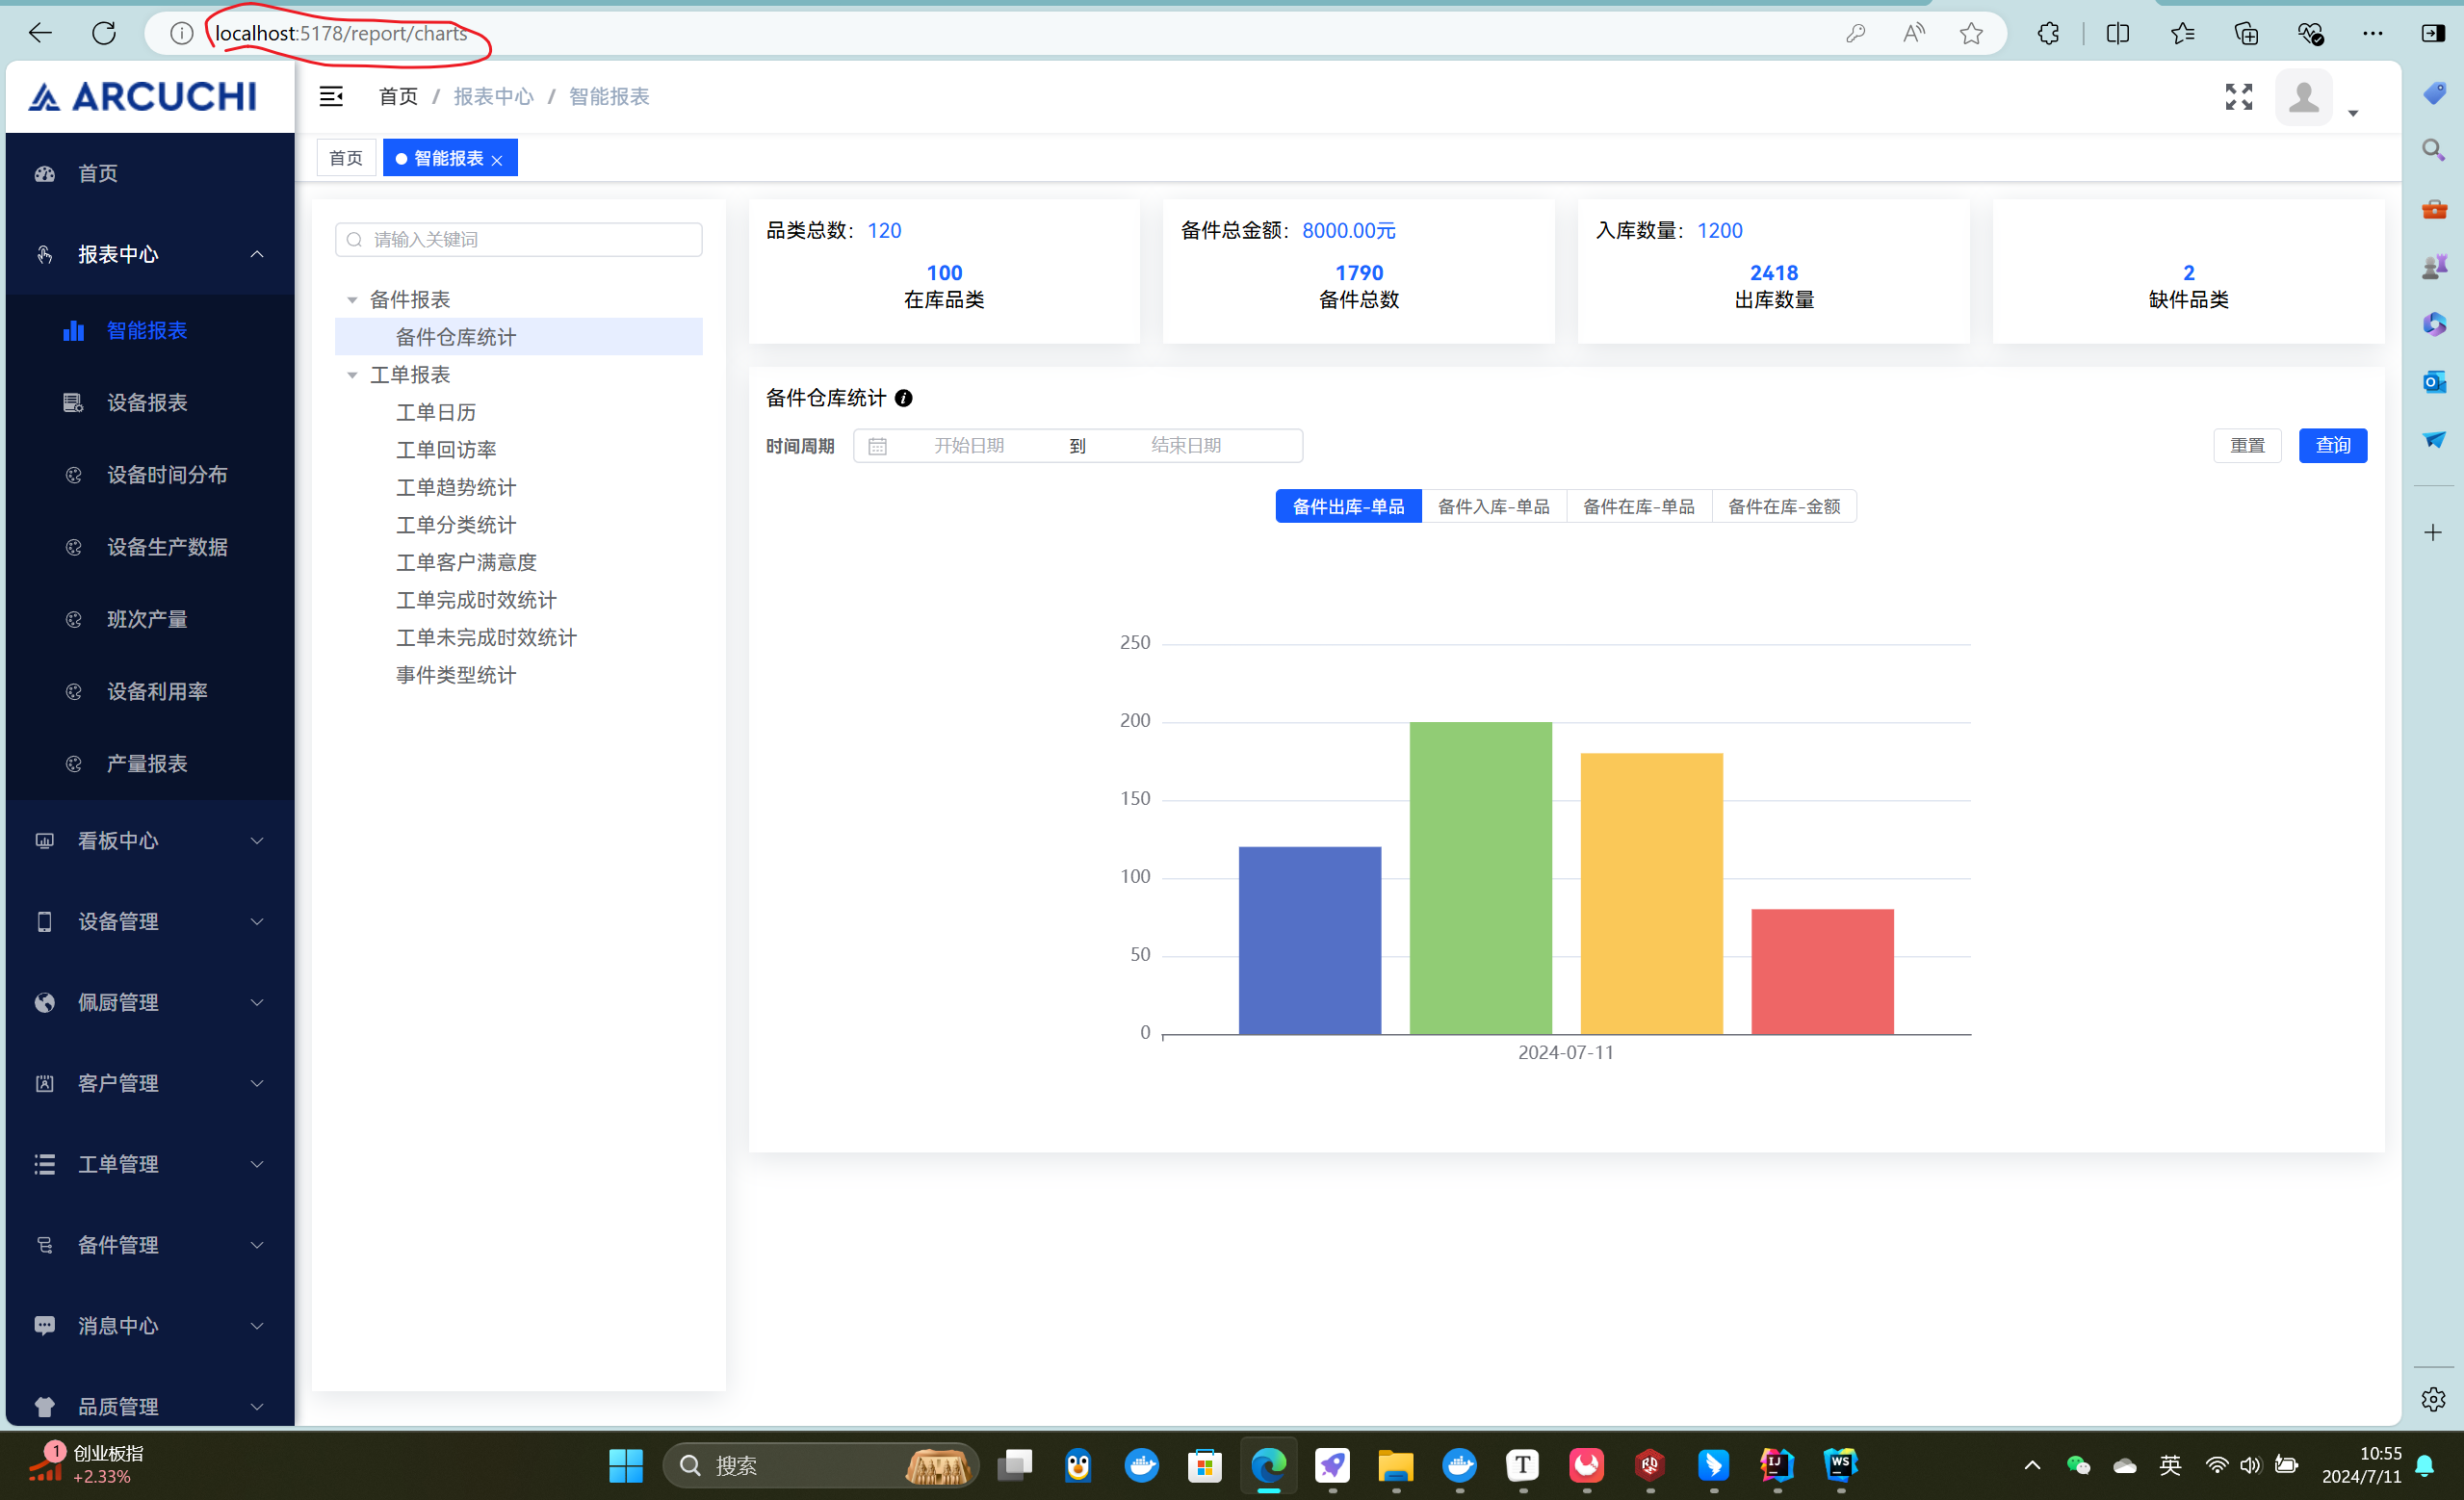 localhost:5178/report/charts
ARCUCHI
首页 / 报表中心 / 智能报表
首页
智能报表
首页
报表中心
智能报表
设备报表
设备时间分布
设备生产数据
班次产量
设备利用率
产量报表
看板中心
设备管理
佩厨管理
客户管理
工单管理
备件管理
消息中心
品质管理
请输入关键词
备件报表
备件仓库统计
工单报表
工单日历
工单回访率
工单趋势统计
工单分类统计
工单客户满意度
工单完成时效统计
工单未完成时效统计
事件类型统计
品类总数：120
100
在库品类
备件总金额：8000.00元
1790
备件总数
入库数量：1200
2418
出库数量
2
缺件品类
备件仓库统计
时间周期 开始日期 到 结束日期
重置 查询
备件出库-单品 备件入库-单品 备件在库-单品 备件在库-金额
250
200
150
100
50
0
2024-07-11
1
创业板指
+2.33%
搜索
英
10:55
2024/7/11